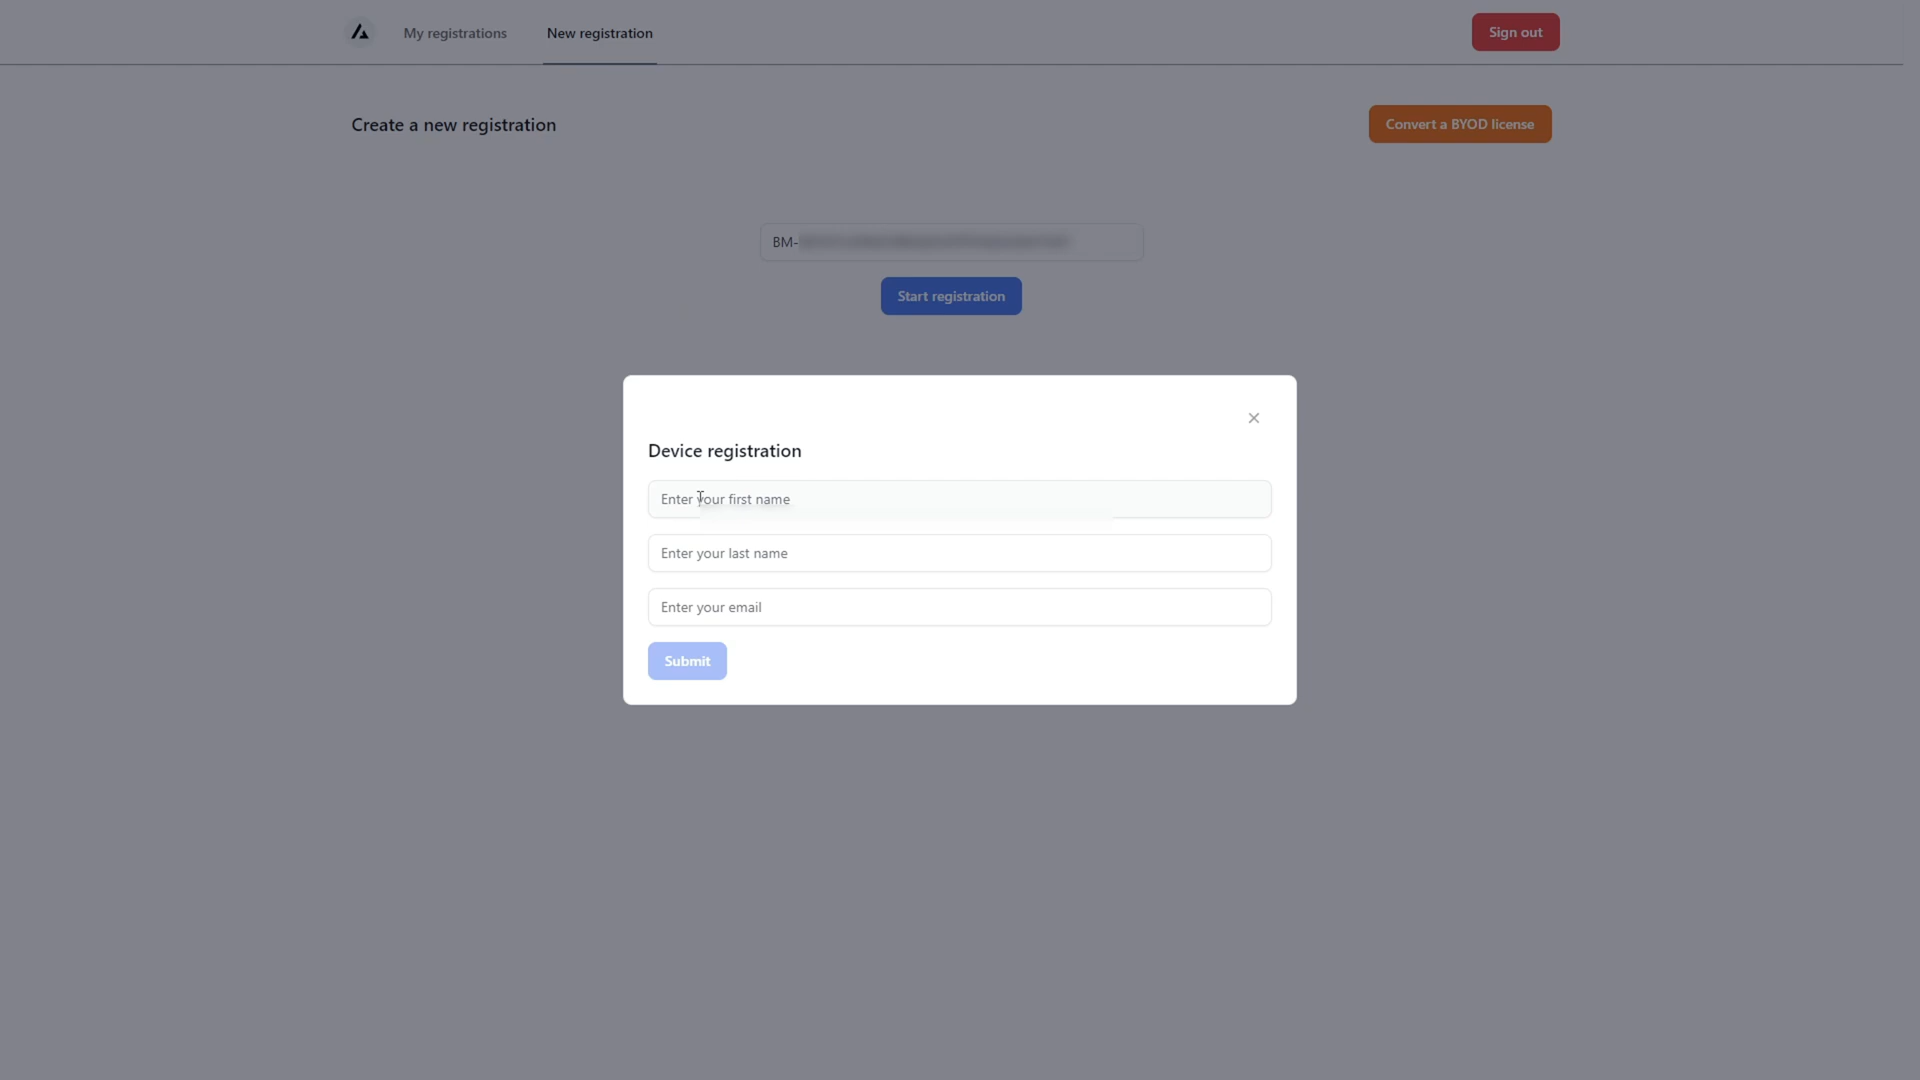 My registrations
New registration
Sign out
Create a new registration
Convert a BYOD license
BM-
Start registration
Device registration
Enter your first name
Enter your last name
Enter your email
Submit